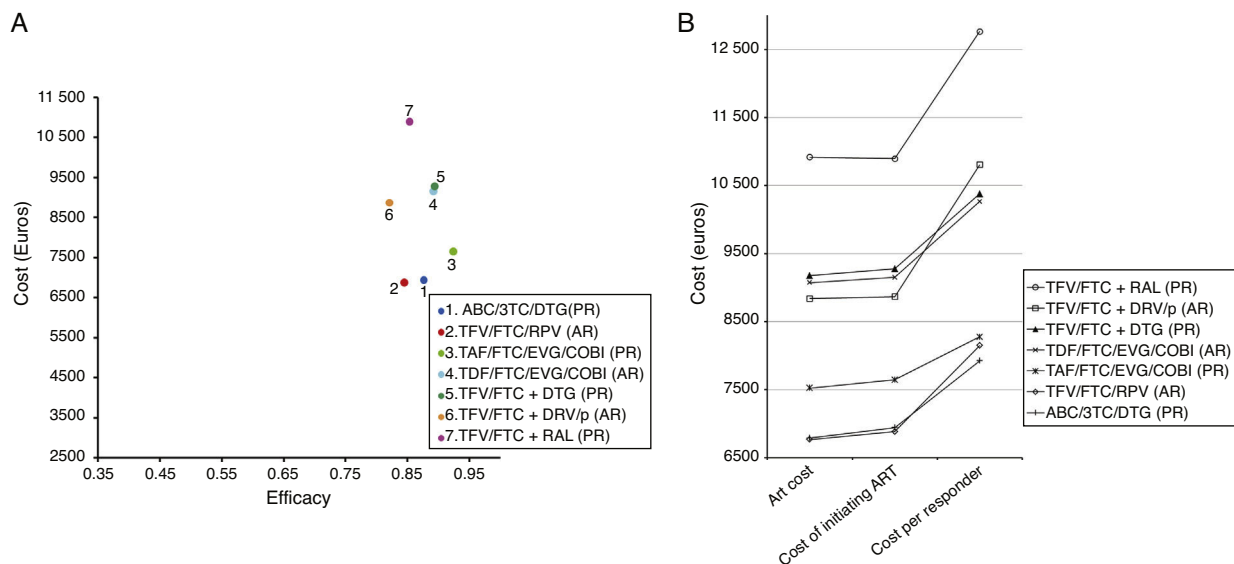 A
Cost (Euros)
11 500
10 500
9500
8500
7500
6500
5500
4500
3500
2500
0.35
0.45
0.55
0.65
0.75
0.85
0.95
Efficacy
7
5
4
6
3
2
1
1. ABC/3TC/DTG(PR)
2.TFV/FTC/RPV (AR)
3.TAF/FTC/EVG/COBI (PR)
4.TDF/FTC/EVG/COBI (AR)
5.TFV/FTC + DTG (PR)
6.TFV/FTC + DRV/p (AR)
7.TFV/FTC + RAL (PR)
B
Cost (euros)
12 500
11 500
10 500
9500
8500
7500
6500
Art cost
Cost of initiating ART
Cost per responder
TFV/FTC + RAL (PR)
TFV/FTC + DRV/p (AR)
TFV/FTC + DTG (PR)
TDF/FTC/EVG/COBI (AR)
TAF/FTC/EVG/COBI (PR)
TFV/FTC/RPV (AR)
ABC/3TC/DTG (PR)